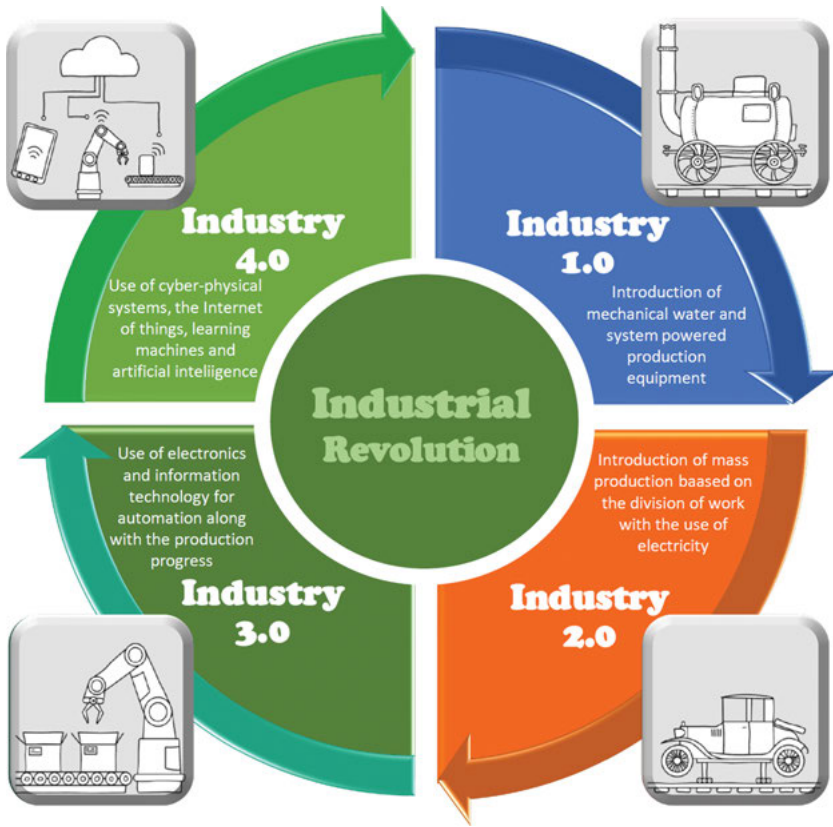 Industry
4.0
Use of cyber-physical
systems, the Internet
of things, learning
machines and
artificial inteliigence
Industry
1.0
Introduction of
mechanical water and
system powered
production
equipment
Industrial
Revolution
Use of electronics
and information
technology for
automation along
with the production
progress
Industry
3.0
Introduction of mass
production baased on
the division of work
with the use of
electricity
Industry
2.0